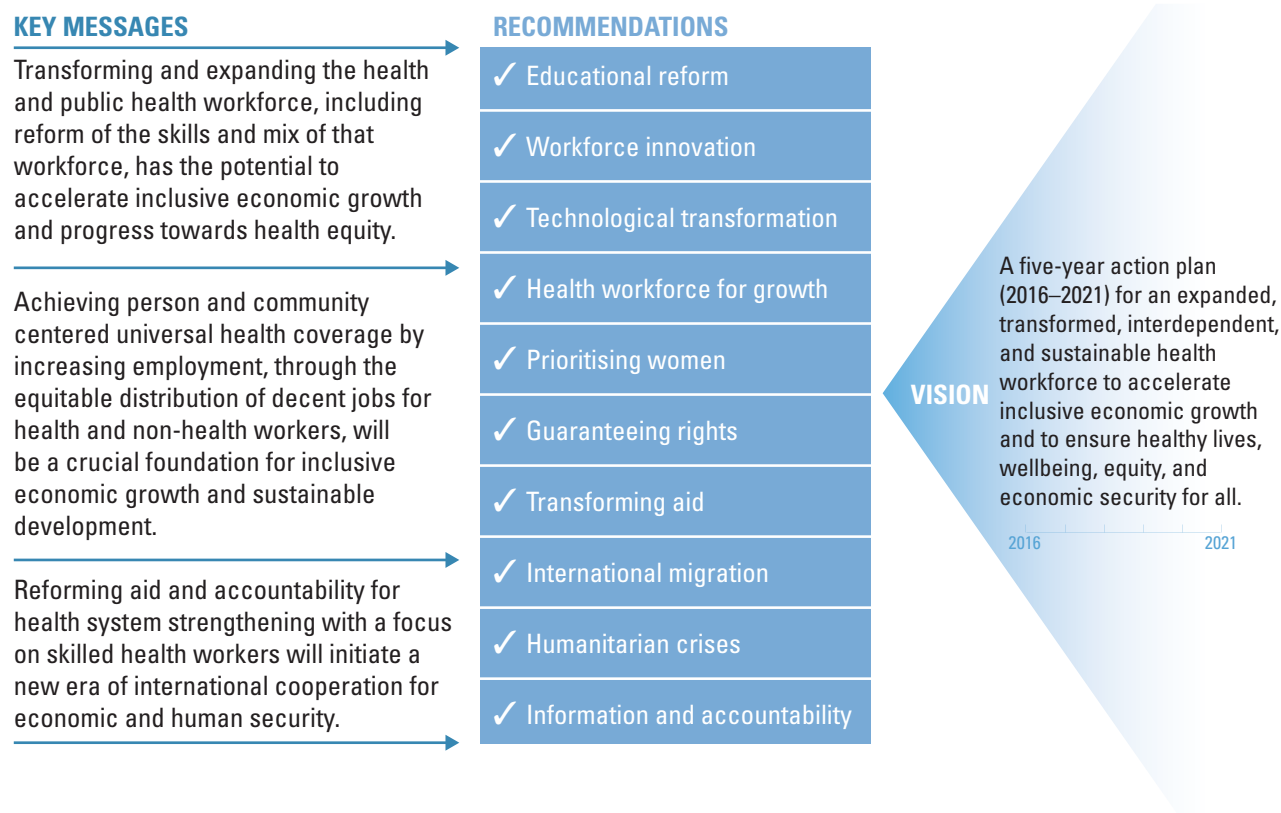 KEY MESSAGES
Transforming and expanding the health
and public health workforce, including
reform of the skills and mix of that
workforce, has the potential to
accelerate inclusive economic growth
and progress towards health equity.
Achieving person and community
centered universal health coverage by
increasing employment, through the
equitable distribution of decent jobs for
health and non-health workers, will
be a crucial foundation for inclusive
economic growth and sustainable
development.
Reforming aid and accountability for
health system strengthening with a focus
on skilled health workers will initiate a
new era of international cooperation for
economic and human security.
RECOMMENDATIONS
✓ Educational reform
✓ Workforce innovation
✓ Technological transformation
✓ Health workforce for growth
✓ Prioritising women
✓ Guaranteeing rights
✓ Transforming aid
✓ International migration
✓ Humanitarian crises
✓ Information and accountability
VISION
A five-year action plan
(2016–2021) for an expanded,
transformed, interdependent,
and sustainable health
workforce to accelerate
inclusive economic growth
and to ensure healthy lives,
wellbeing, equity, and
economic security for all.
2016 2021